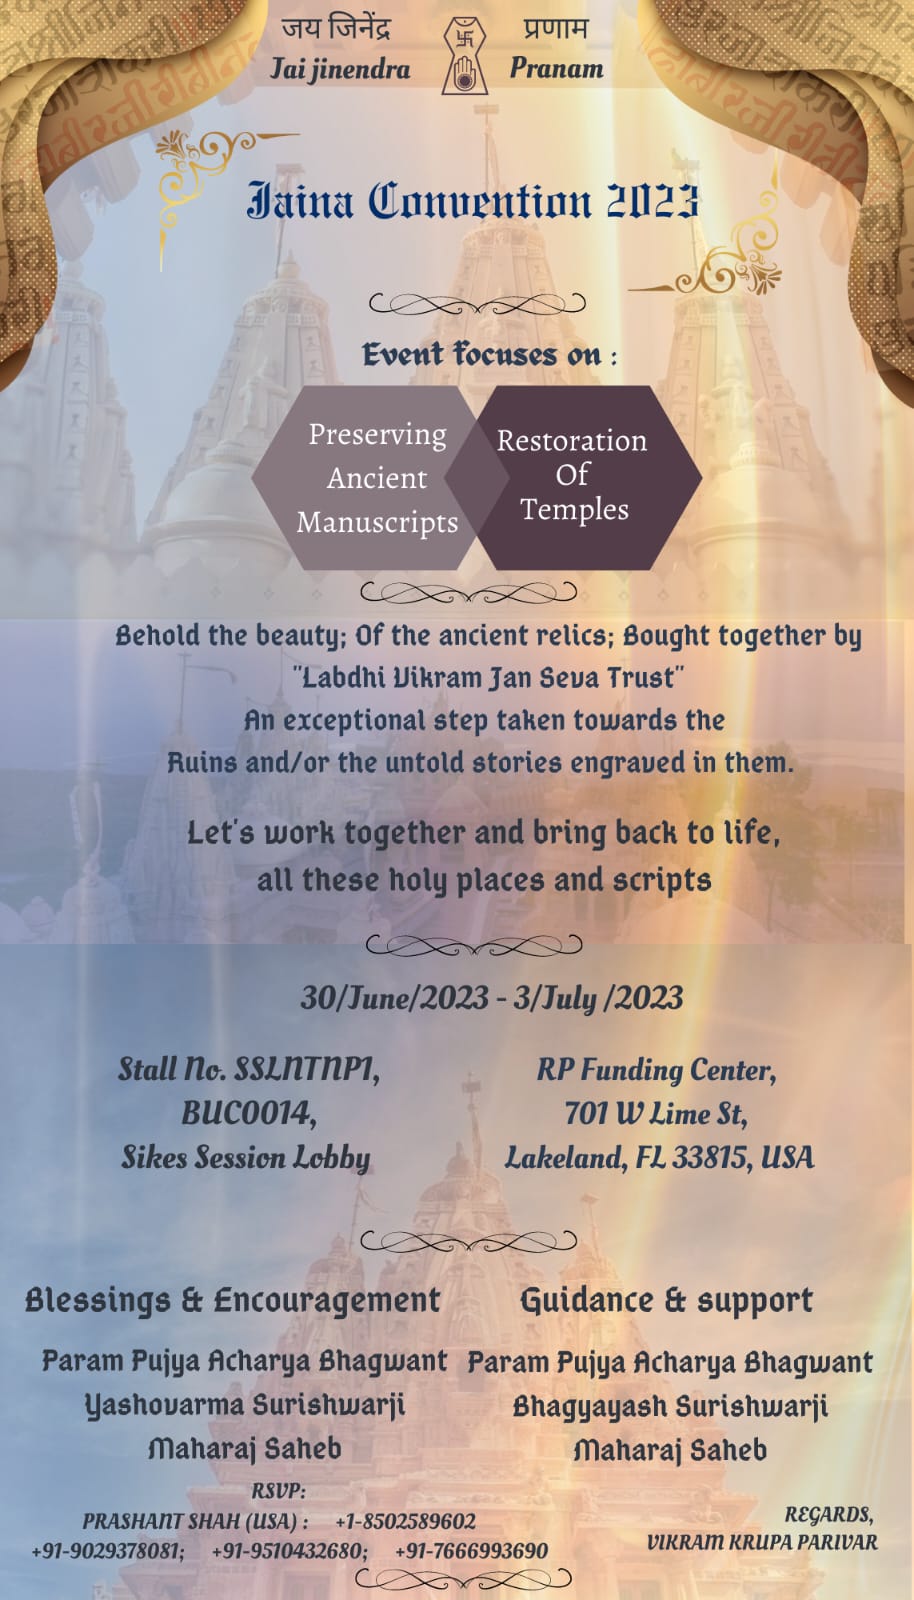 जय जिनेंद्र
प्रणाम
Jai jinendra
Pranam
Jaina Convention 2023
Event focuses on :
Preserving
Ancient
Manuscripts
Restoration
Of
Temples
Behold the beauty; Of the ancient relics; Bought together by
"Labdhi Vikram Jan Seva Trust"
An exceptional step taken towards the
Ruins and/or the untold stories engraved in them.
Let's work together and bring back to life,
all these holy places and scripts
30/June/2023 - 3/July /2023
Stall No. SSLNTNP1,
BUC0014,
Sikes Session Lobby
RP Funding Center,
701 W Lime St,
Lakeland, FL 33815, USA
Blessings & Encouragement
Param Pujya Acharya Bhagwant
Yashovarma Surishwarji
Maharaj Saheb
Guidance & support
Param Pujya Acharya Bhagwant
Bhagyayash Surishwarji
Maharaj Saheb
RSVP:
PRASHANT SHAH (USA) : +1-8502589602
+91-9029378081; +91-9510432680; +91-7666993690
REGARDS,
VIKRAM KRUPA PARIVAR